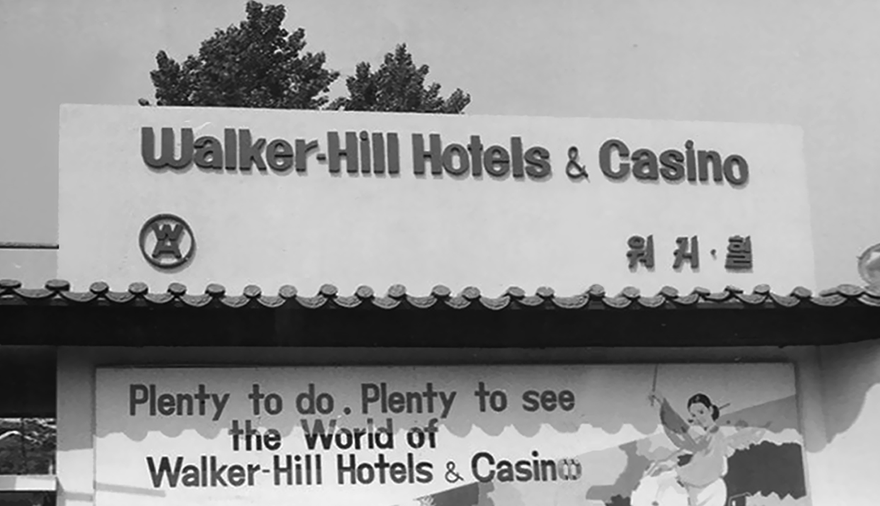 Walker-Hill Hotels & Casino
WA
워커·힐
Plenty to do. Plenty to see
the World of
Walker-Hill Hotels & Casino